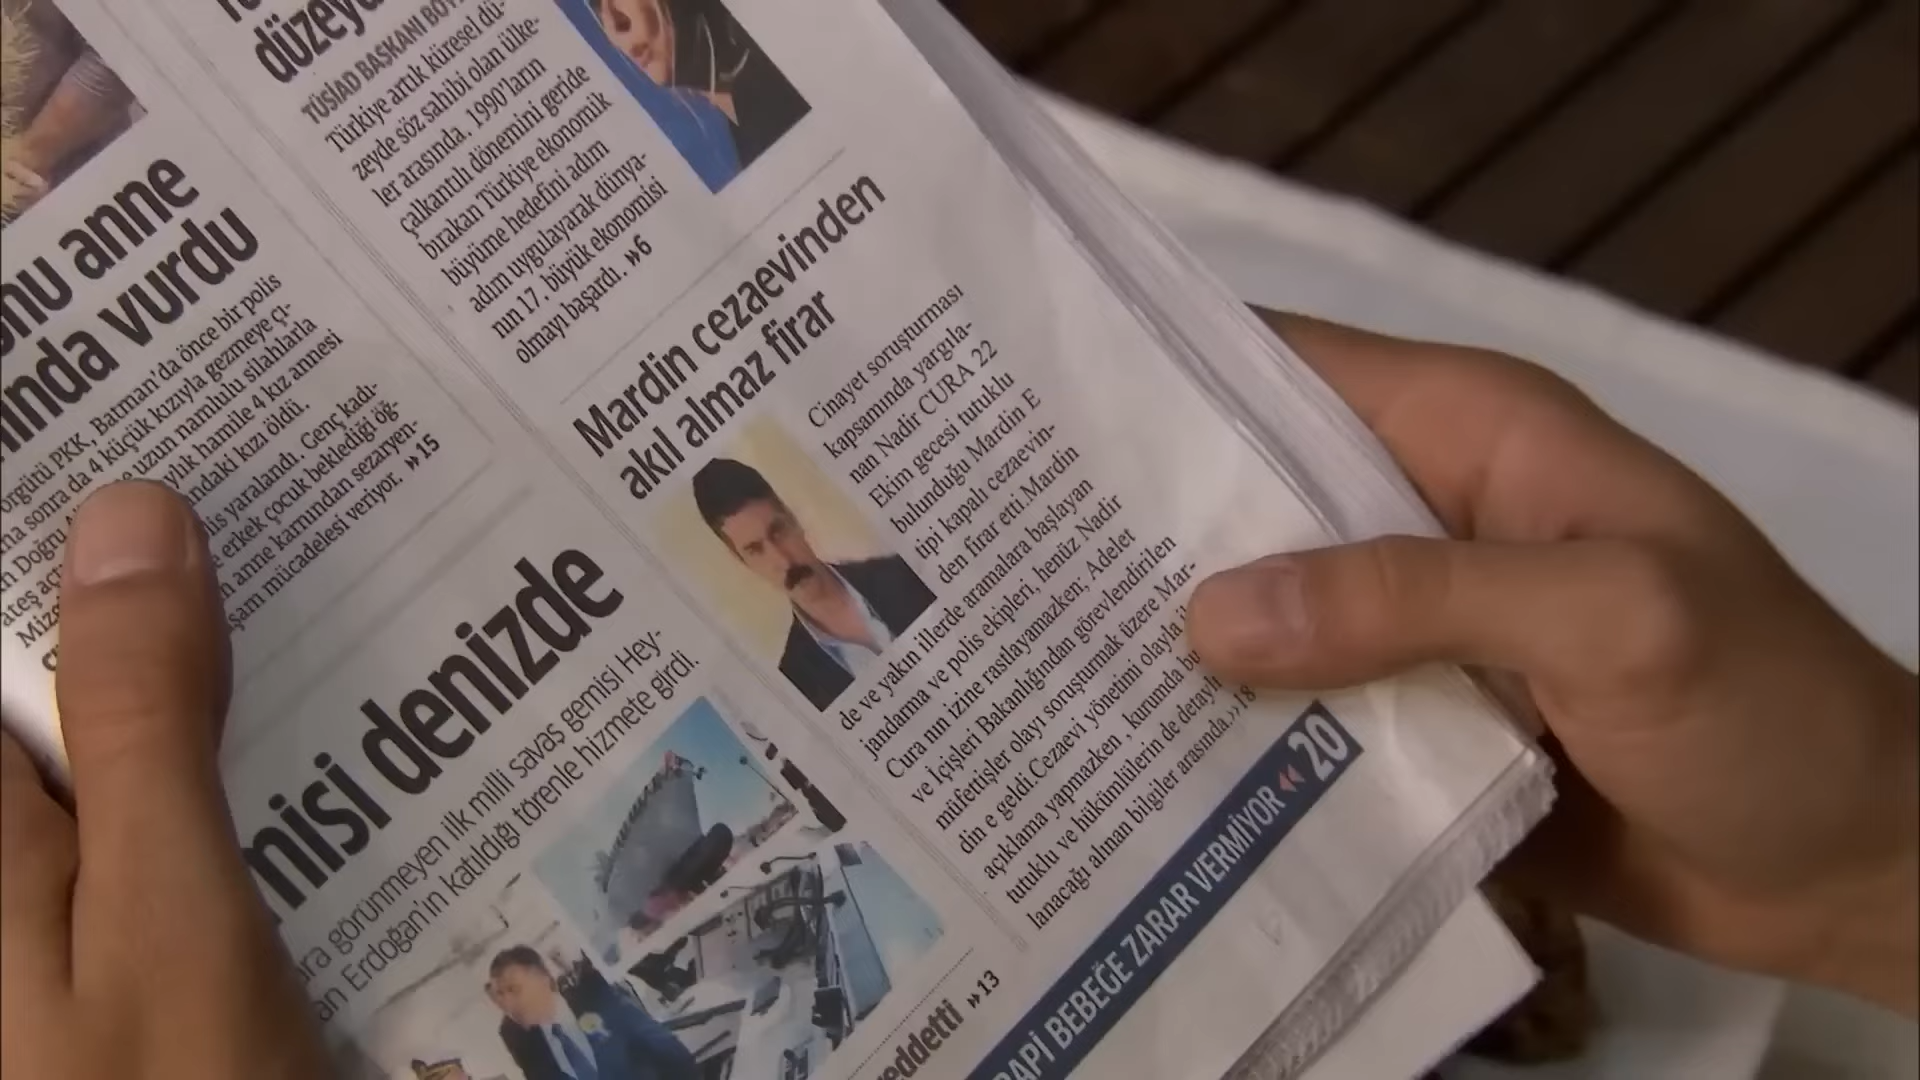 düzey
TÜSİAD BAŞKANI BOY
Türkiye artık küresel dü-
zeyde söz sahibi olan ülke-
ler arasında. 1990'ların
çalkantılı dönemini geride
bırakan Türkiye ekonomik
büyüme hedefini adım
adım uygulayarak dünya-
nın 17. büyük ekonomisi
olmayı başardı. »6
anne
nda vurdu
örgütü PKK, Batman'da önce bir polis
sonra da 4 küçük kızıyla gezmeye çı-
uzun namlulu silahlarla
hamile 4 kız annesi
ndaki kızı öldü.
yaralandı. Genç kadı-
erkek çocuk beklediği öğ-
anne karnından sezaryen-
mücadelesi veriyor. »15
Mardin cezaevinden
akıl almaz firar
Cinayet soruşturması
kapsamında yargıla-
nan Nadir CURA 22
Ekim gecesi tutuklu
bulunduğu Mardin E
tipi kapalı cezaevin-
den firar etti.Mardin
de ve yakın illerde aramalara başlayan
jandarma ve polis ekipleri, henüz Nadir
Cura nın izine rastlayamazken; Adelet
ve İçişleri Bakanlığından görevlendirilen
müfettişler olayı soruşturmak üzere Mar-
din e geldi.Cezaevi yönetimi olayla
açıklama yapmazken , kurumda bu
tutuklu ve hükümlülerin de detaylı
lanacağı alınan bilgiler arasında.››18
misi denizde
görünmeyen ilk milli savaş gemisi Hey-
Erdoğan'ın katıldığı törenle hizmete girdi.
eddetti »13
BEBEĞE ZARAR VERMİYOR «20